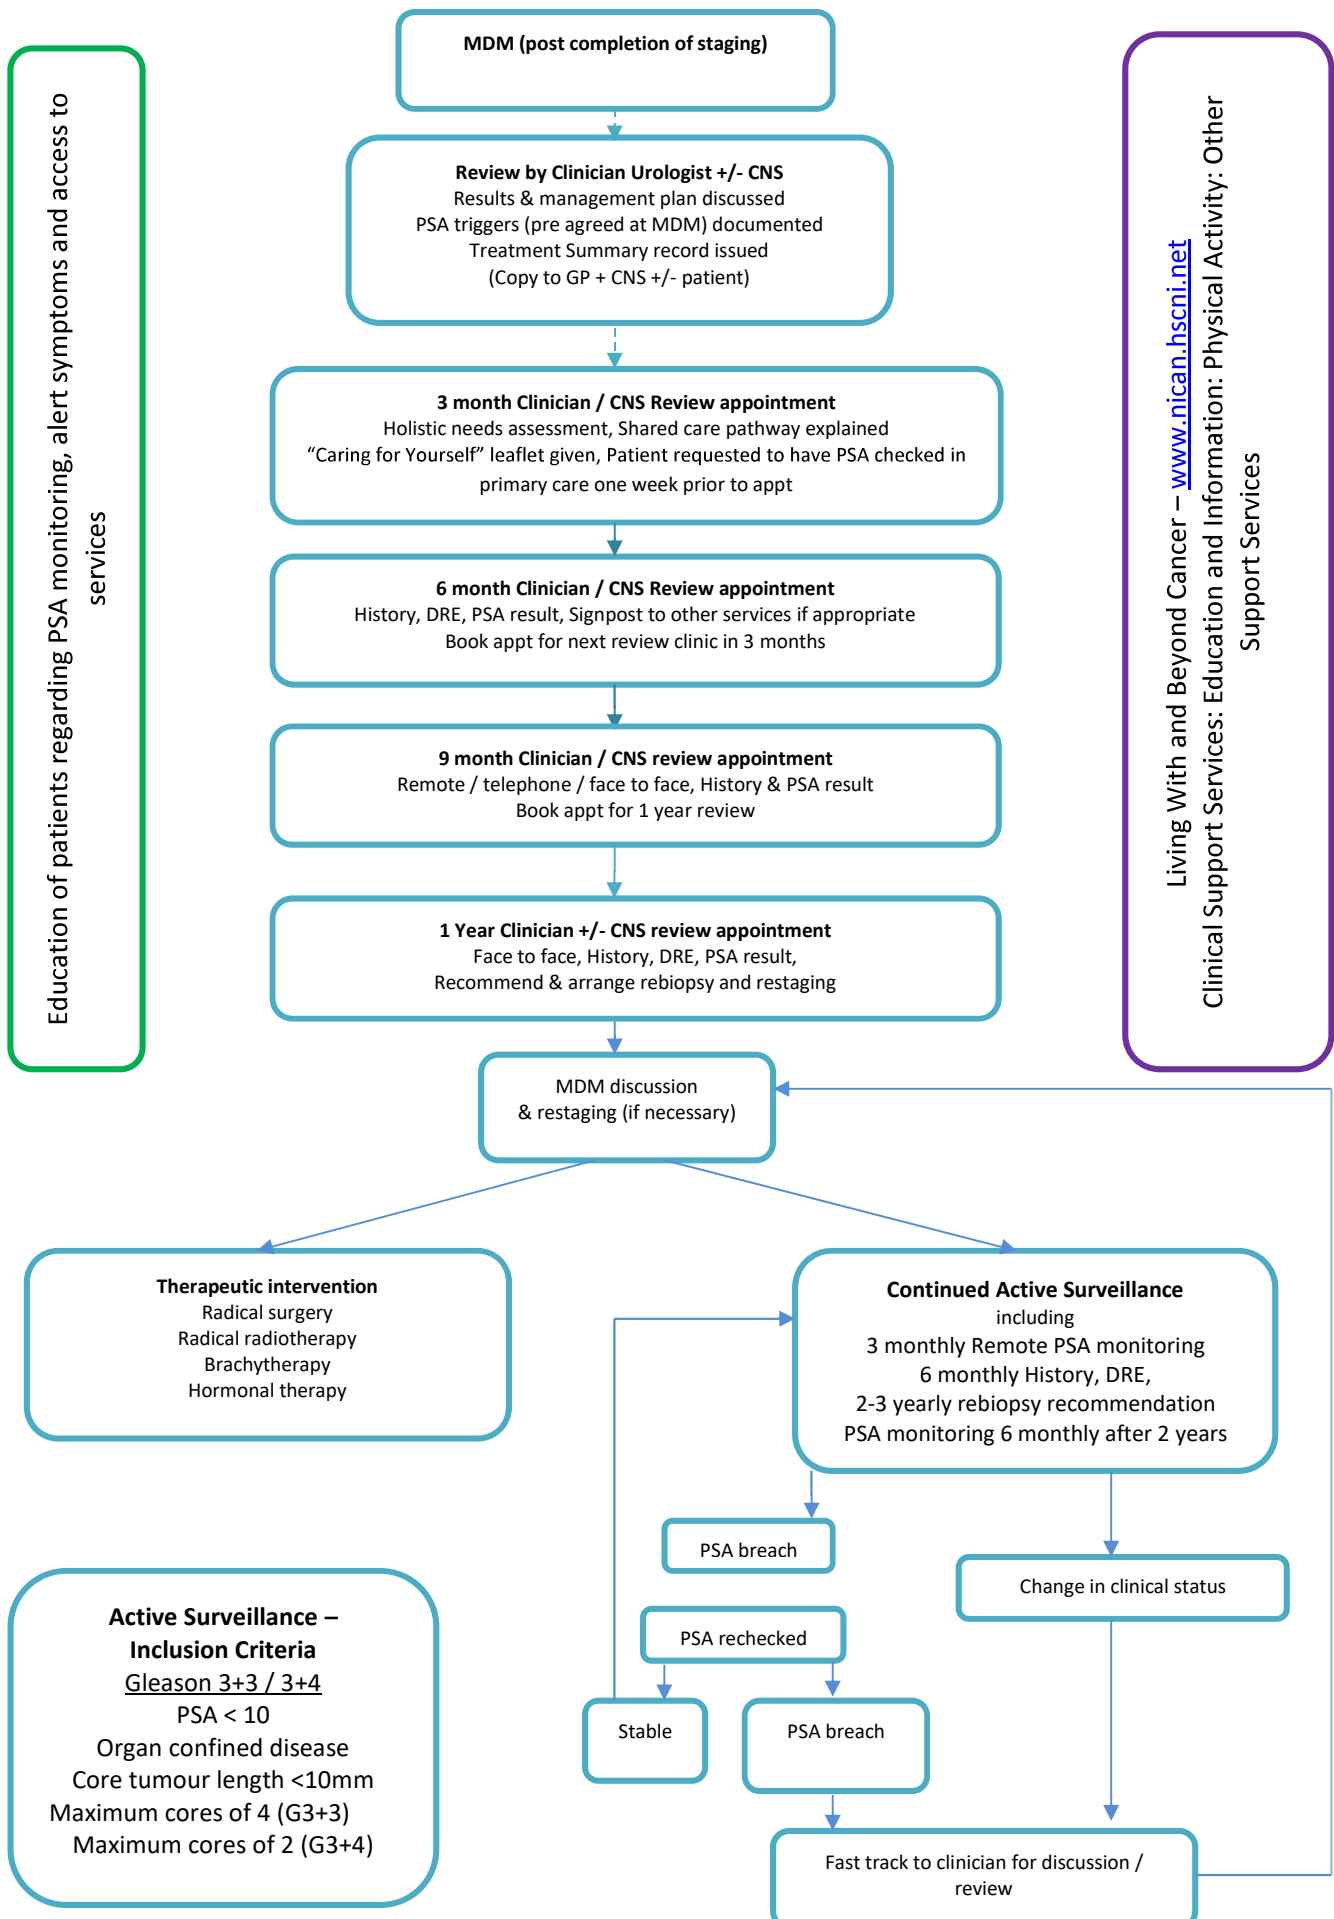 MDM (post completion of staging)
Education of patients regarding PSA monitoring, alert symptoms and access to
services
Living With and Beyond Cancer – www.nican.hscni.net
Clinical Support Services: Education and Information: Physical Activity: Other
Support Services
Review by Clinician Urologist +/- CNS
Results & management plan discussed
PSA triggers (pre agreed at MDM) documented
Treatment Summary record issued
(Copy to GP + CNS +/- patient)
3 month Clinician / CNS Review appointment
Holistic needs assessment, Shared care pathway explained
“Caring for Yourself” leaflet given, Patient requested to have PSA checked in
primary care one week prior to appt
6 month Clinician / CNS Review appointment
History, DRE, PSA result, Signpost to other services if appropriate
Book appt for next review clinic in 3 months
9 month Clinician / CNS review appointment
Remote / telephone / face to face, History & PSA result
Book appt for 1 year review
1 Year Clinician +/- CNS review appointment
Face to face, History, DRE, PSA result,
Recommend & arrange rebiopsy and restaging
MDM discussion
& restaging (if necessary)
Therapeutic intervention
Radical surgery
Radical radiotherapy
Brachytherapy
Hormonal therapy
Continued Active Surveillance
including
3 monthly Remote PSA monitoring
6 monthly History, DRE,
2-3 yearly rebiopsy recommendation
PSA monitoring 6 monthly after 2 years
PSA breach
Change in clinical status
PSA rechecked
Stable
PSA breach
Fast track to clinician for discussion /
review
Active Surveillance –
Inclusion Criteria
Gleason 3+3 / 3+4
PSA < 10
Organ confined disease
Core tumour length <10mm
Maximum cores of 4 (G3+3)
Maximum cores of 2 (G3+4)